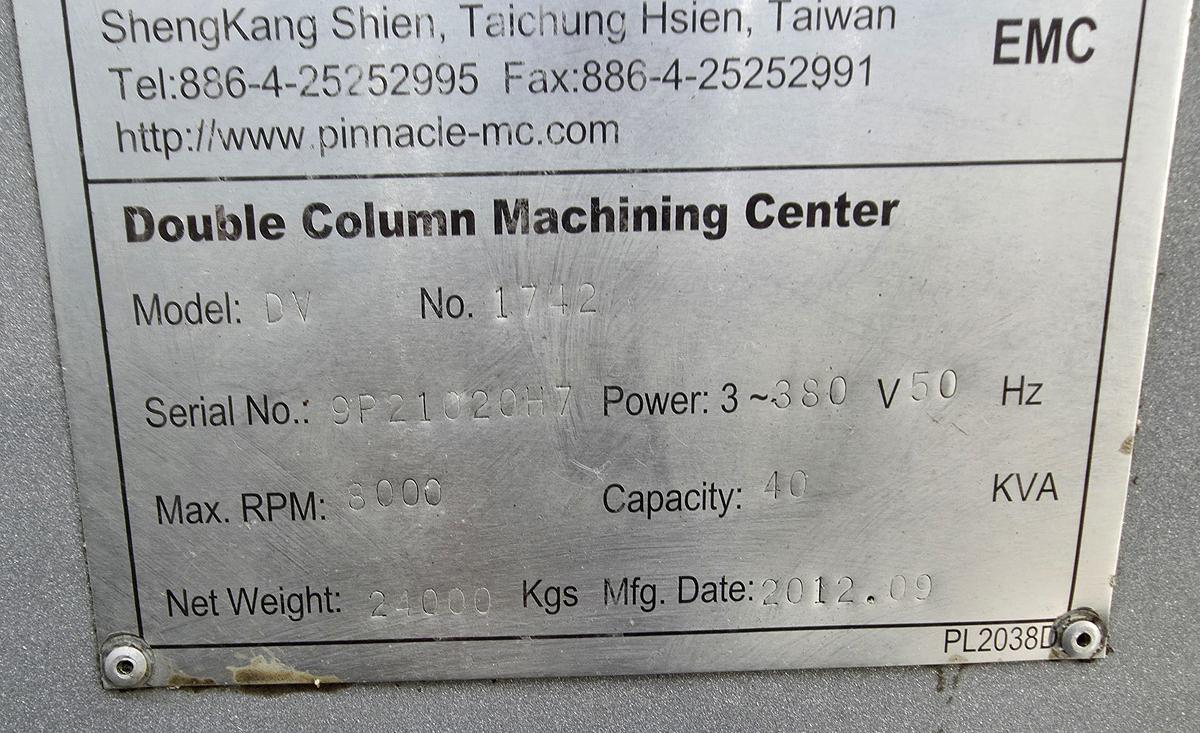 ShengKang Shien, Taichung Hsien, Taiwan
EMC
Tel:886-4-25252995 Fax:886-4-25252991
http://www.pinnacle-mc.com
Double Column Machining Center
Model: DV No. 1742
Serial No.: 9P21020H7 Power: 3 ~ 380 V 50 Hz
Max. RPM: Capacity: 40 KVA
Net Weight: 24000 Kgs Mfg. Date: 2012.09
PL2038D